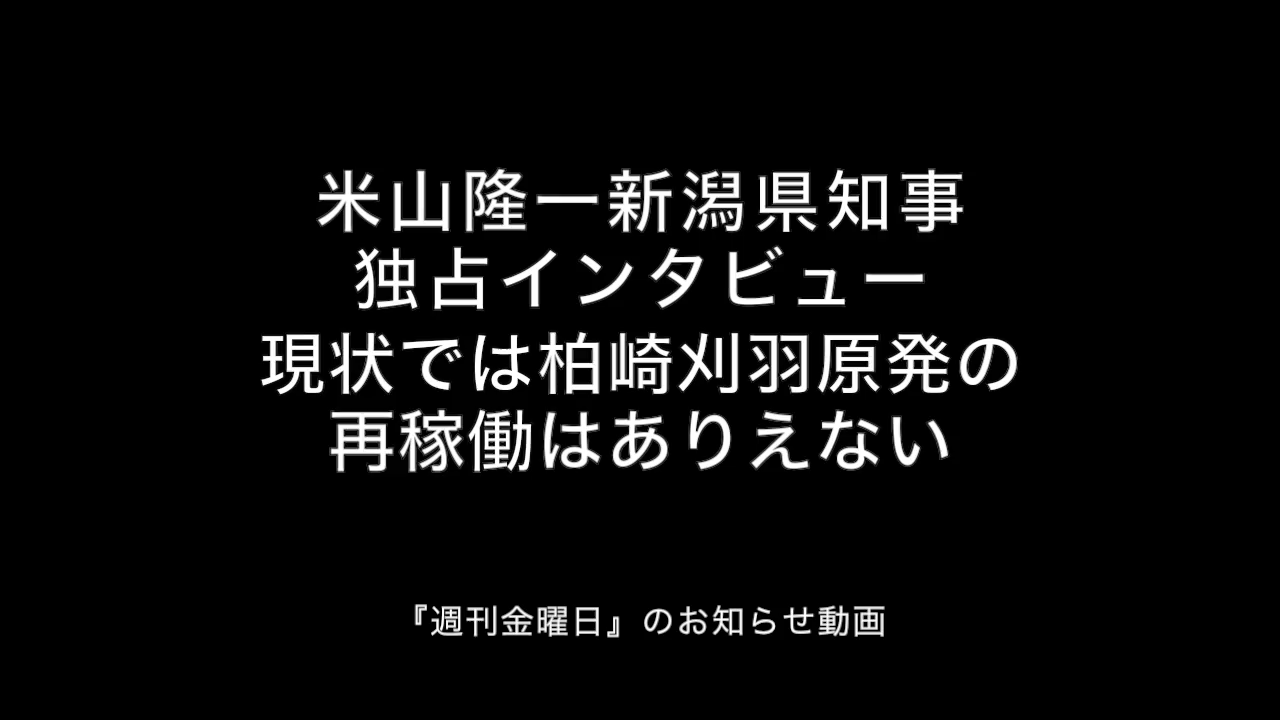 米山隆一新潟県知事
独占インタビュー
現状では柏崎刈羽原発の
再稼働はありえない
『週刊金曜日』のお知らせ動画